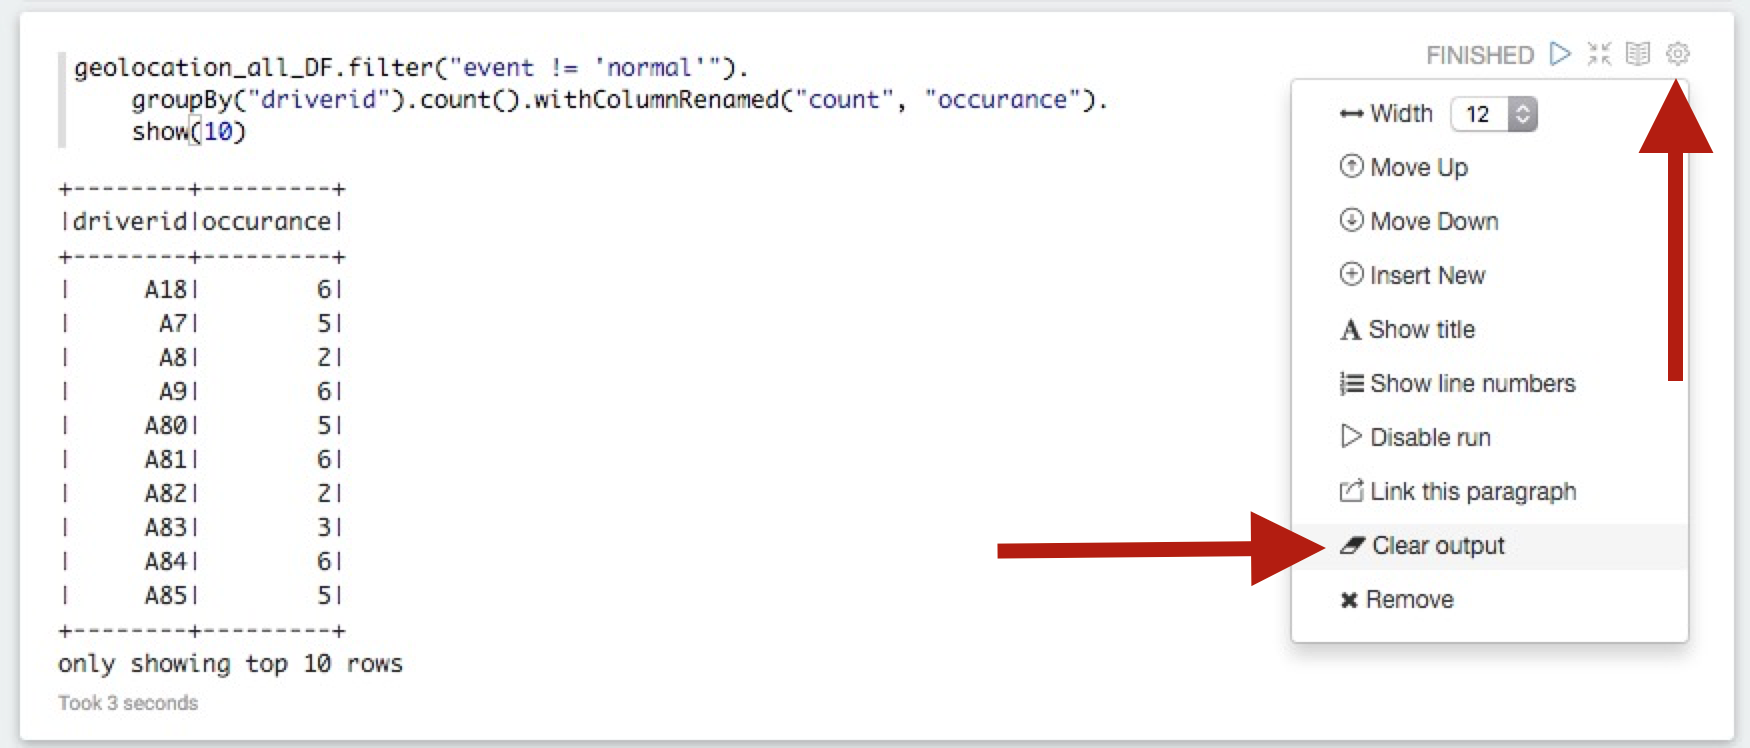 geolocation_all_DF.filter("event != 'normal'").
groupBy("driverid").count().withColumnRenamed("count", "occurance").
show(10)
+--------+---------+
|driverid|occurance|
+--------+---------+
|     A18|        6|
|      A7|        5|
|      A8|        2|
|      A9|        6|
|     A80|        5|
|     A81|        6|
|     A82|        2|
|     A83|        3|
|     A84|        6|
|     A85|        5|
+--------+---------+
only showing top 10 rows
Took 3 seconds
FINISHED
Width 12
Move Up
Move Down
Insert New
Show title
Show line numbers
Disable run
Link this paragraph
Clear output
Remove